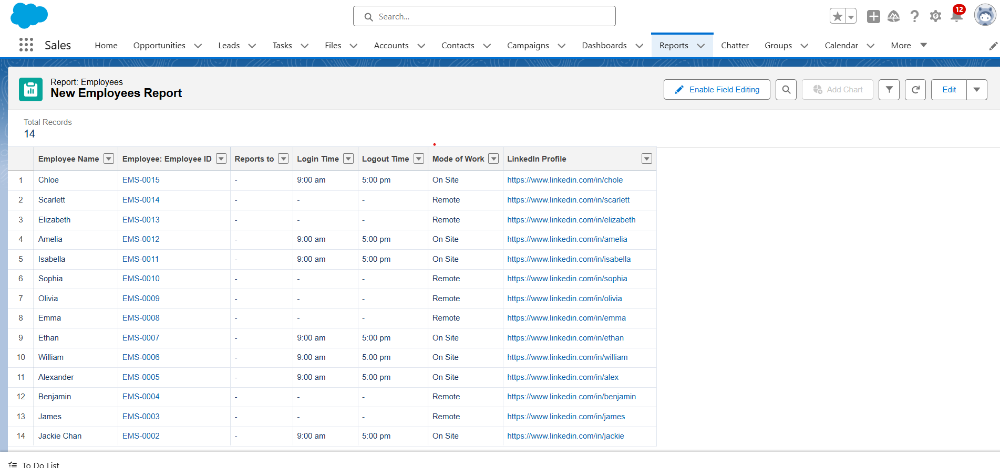 Search...
12
Sales Home Opportunities Leads Tasks Files Accounts Contacts Campaigns Dashboards Reports Chatter Groups Calendar More
Report: Employees
New Employees Report
Enable Field Editing Add Chart Edit
Total Records
14
Employee Name Employee: Employee ID Reports to Login Time Logout Time Mode of Work LinkedIn Profile
1 Chloe EMS-0015 - 9:00 am 5:00 pm On Site https://www.linkedin.com/in/chole
2 Scarlett EMS-0014 - - - Remote https://www.linkedin.com/in/scarlett
3 Elizabeth EMS-0013 - - - Remote https://www.linkedin.com/in/elizabeth
4 Amelia EMS-0012 - 9:00 am 5:00 pm On Site https://www.linkedin.com/in/amelia
5 Isabella EMS-0011 - 9:00 am 5:00 pm On Site https://www.linkedin.com/in/isabella
6 Sophia EMS-0010 - - - Remote https://www.linkedin.com/in/sophia
7 Olivia EMS-0009 - - - Remote https://www.linkedin.com/in/olivia
8 Emma EMS-0008 - - - Remote https://www.linkedin.com/in/emma
9 Ethan EMS-0007 - 9:00 am 5:00 pm On Site https://www.linkedin.com/in/ethan
10 William EMS-0006 - 9:00 am 5:00 pm On Site https://www.linkedin.com/in/william
11 Alexander EMS-0005 - 9:00 am 5:00 pm On Site https://www.linkedin.com/in/alex
12 Benjamin EMS-0004 - - - Remote https://www.linkedin.com/in/benjamin
13 James EMS-0003 - - - Remote https://www.linkedin.com/in/james
14 Jackie Chan EMS-0002 - 9:00 am 5:00 pm On Site https://www.linkedin.com/in/jackie
To Do List